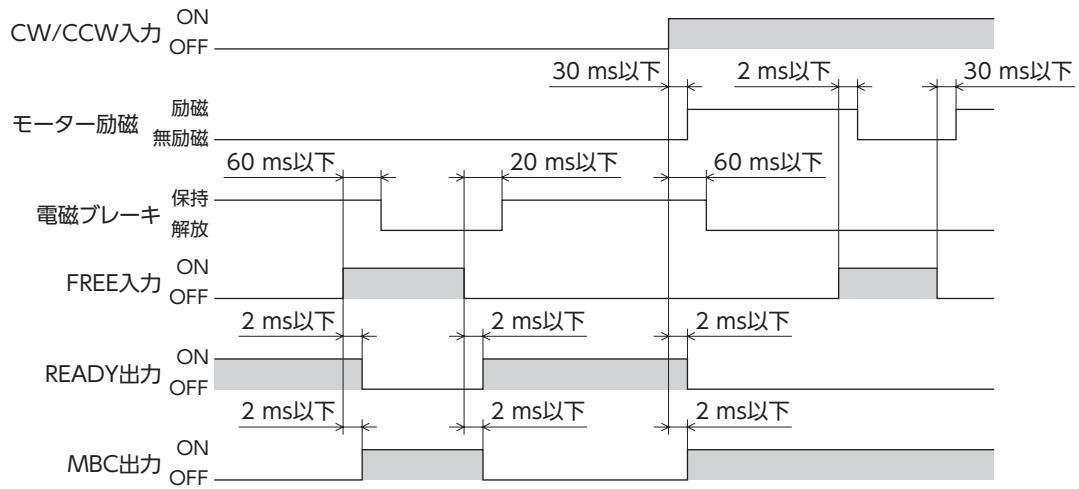 CW/CCW入力
ON
OFF
30 ms以下
2 ms以下
30 ms以下
モーター励磁
励磁
無励磁
60 ms以下
20 ms以下
60 ms以下
電磁ブレーキ
保持
解放
FREE入力
ON
OFF
2 ms以下
2 ms以下
2 ms以下
READY出力
ON
OFF
2 ms以下
2 ms以下
2 ms以下
MBC出力
ON
OFF